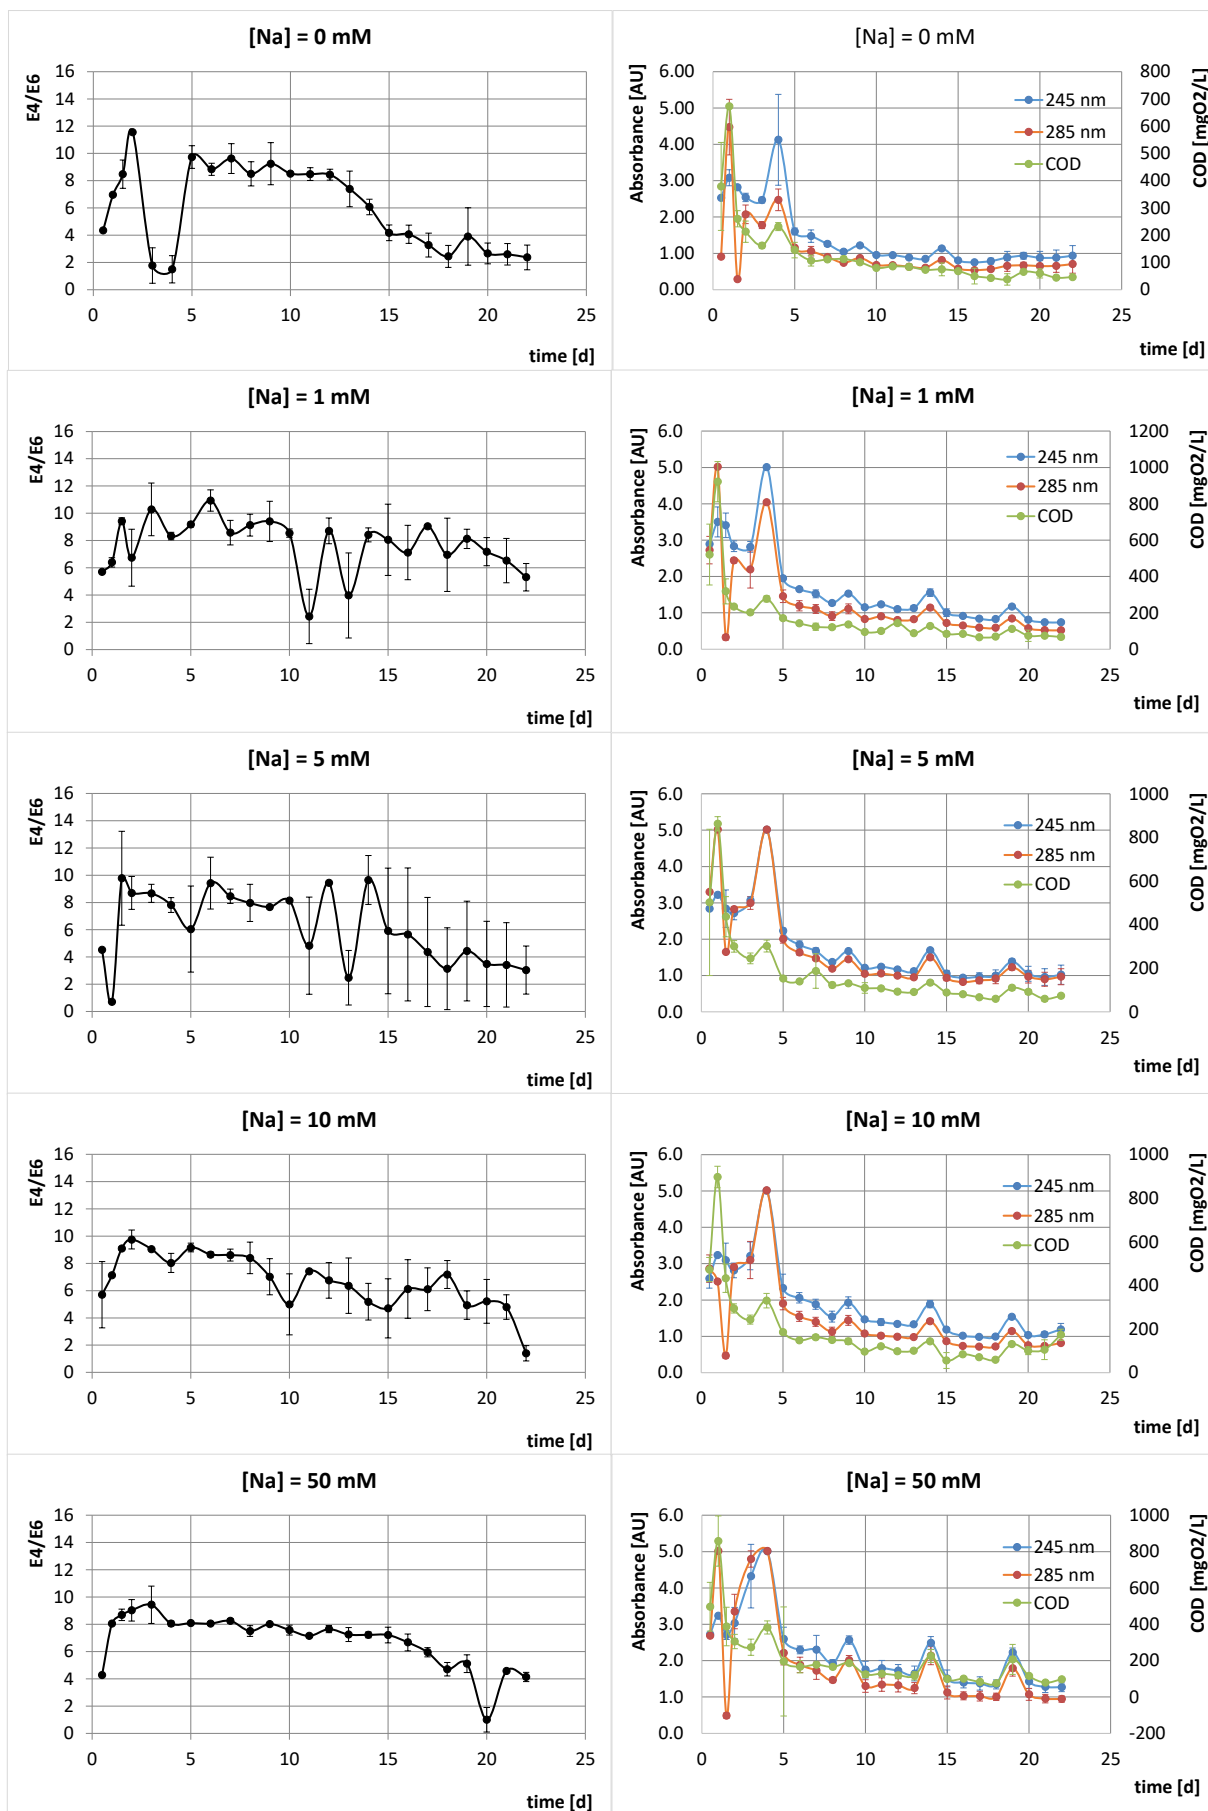 [Na] = 0 mM
E4/E6
16
14
12
10
8
6
4
2
0
0 5 10 15 20 25
time [d]
[Na] = 0 mM
Absorbance [AU]
6.00
5.00
4.00
3.00
2.00
1.00
0.00
0 5 10 15 20 25
800
700
600
500
400
300
200
100
0
COD [mgO2/L]
245 nm
285 nm
COD
time [d]
[Na] = 1 mM
E4/E6
16
14
12
10
8
6
4
2
0
0 5 10 15 20 25
time [d]
[Na] = 1 mM
Absorbance [AU]
6.0
5.0
4.0
3.0
2.0
1.0
0.0
0 5 10 15 20 25
1200
1000
800
600
400
200
0
COD [mgO2/L]
245 nm
285 nm
COD
time [d]
[Na] = 5 mM
E4/E6
16
14
12
10
8
6
4
2
0
0 5 10 15 20 25
time [d]
[Na] = 5 mM
Absorbance [AU]
6.0
5.0
4.0
3.0
2.0
1.0
0.0
0 5 10 15 20 25
1000
800
600
400
200
0
COD [mgO2/L]
245 nm
285 nm
COD
time [d]
[Na] = 10 mM
E4/E6
16
14
12
10
8
6
4
2
0
0 5 10 15 20 25
time [d]
[Na] = 10 mM
Absorbance [AU]
6.0
5.0
4.0
3.0
2.0
1.0
0.0
0 5 10 15 20 25
1000
800
600
400
200
0
COD [mgO2/L]
245 nm
285 nm
COD
time [d]
[Na] = 50 mM
E4/E6
16
14
12
10
8
6
4
2
0
0 5 10 15 20 25
time [d]
[Na] = 50 mM
Absorbance [AU]
6.0
5.0
4.0
3.0
2.0
1.0
0.0
0 5 10 15 20 25
1000
800
600
400
200
0
-200
COD [mgO2/L]
245 nm
285 nm
COD
time [d]